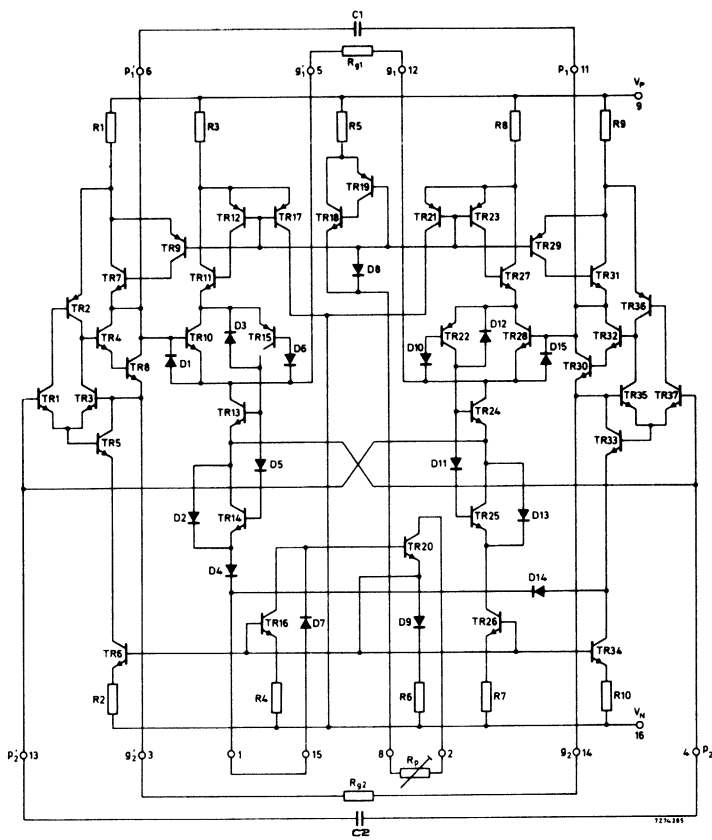 C1
Rg1
p1' 6
g1' 5
g1 12
p1 11
VP
9
R1
R3
R5
R8
R9
TR12
TR17
TR19
TR18
TR21
TR23
TR9
TR29
TR7
TR11
D8
TR27
TR31
TR2
TR36
TR4
TR10
D3
TR15
TR22
D12
TR28
TR32
D6
D10
D15
TR8
D1
TR30
TR1
TR3
TR13
TR24
TR35
TR37
TR5
TR33
D5
D11
D2
TR14
TR25
D13
TR20
D4
D14
TR16
D7
D9
TR26
TR6
TR34
R2
R4
R6
R7
R10
VN
16
p2' 13
g2' 3
1
15
8
Rp
2
g2 14
4 p2
Rg2
C2
7Z74285